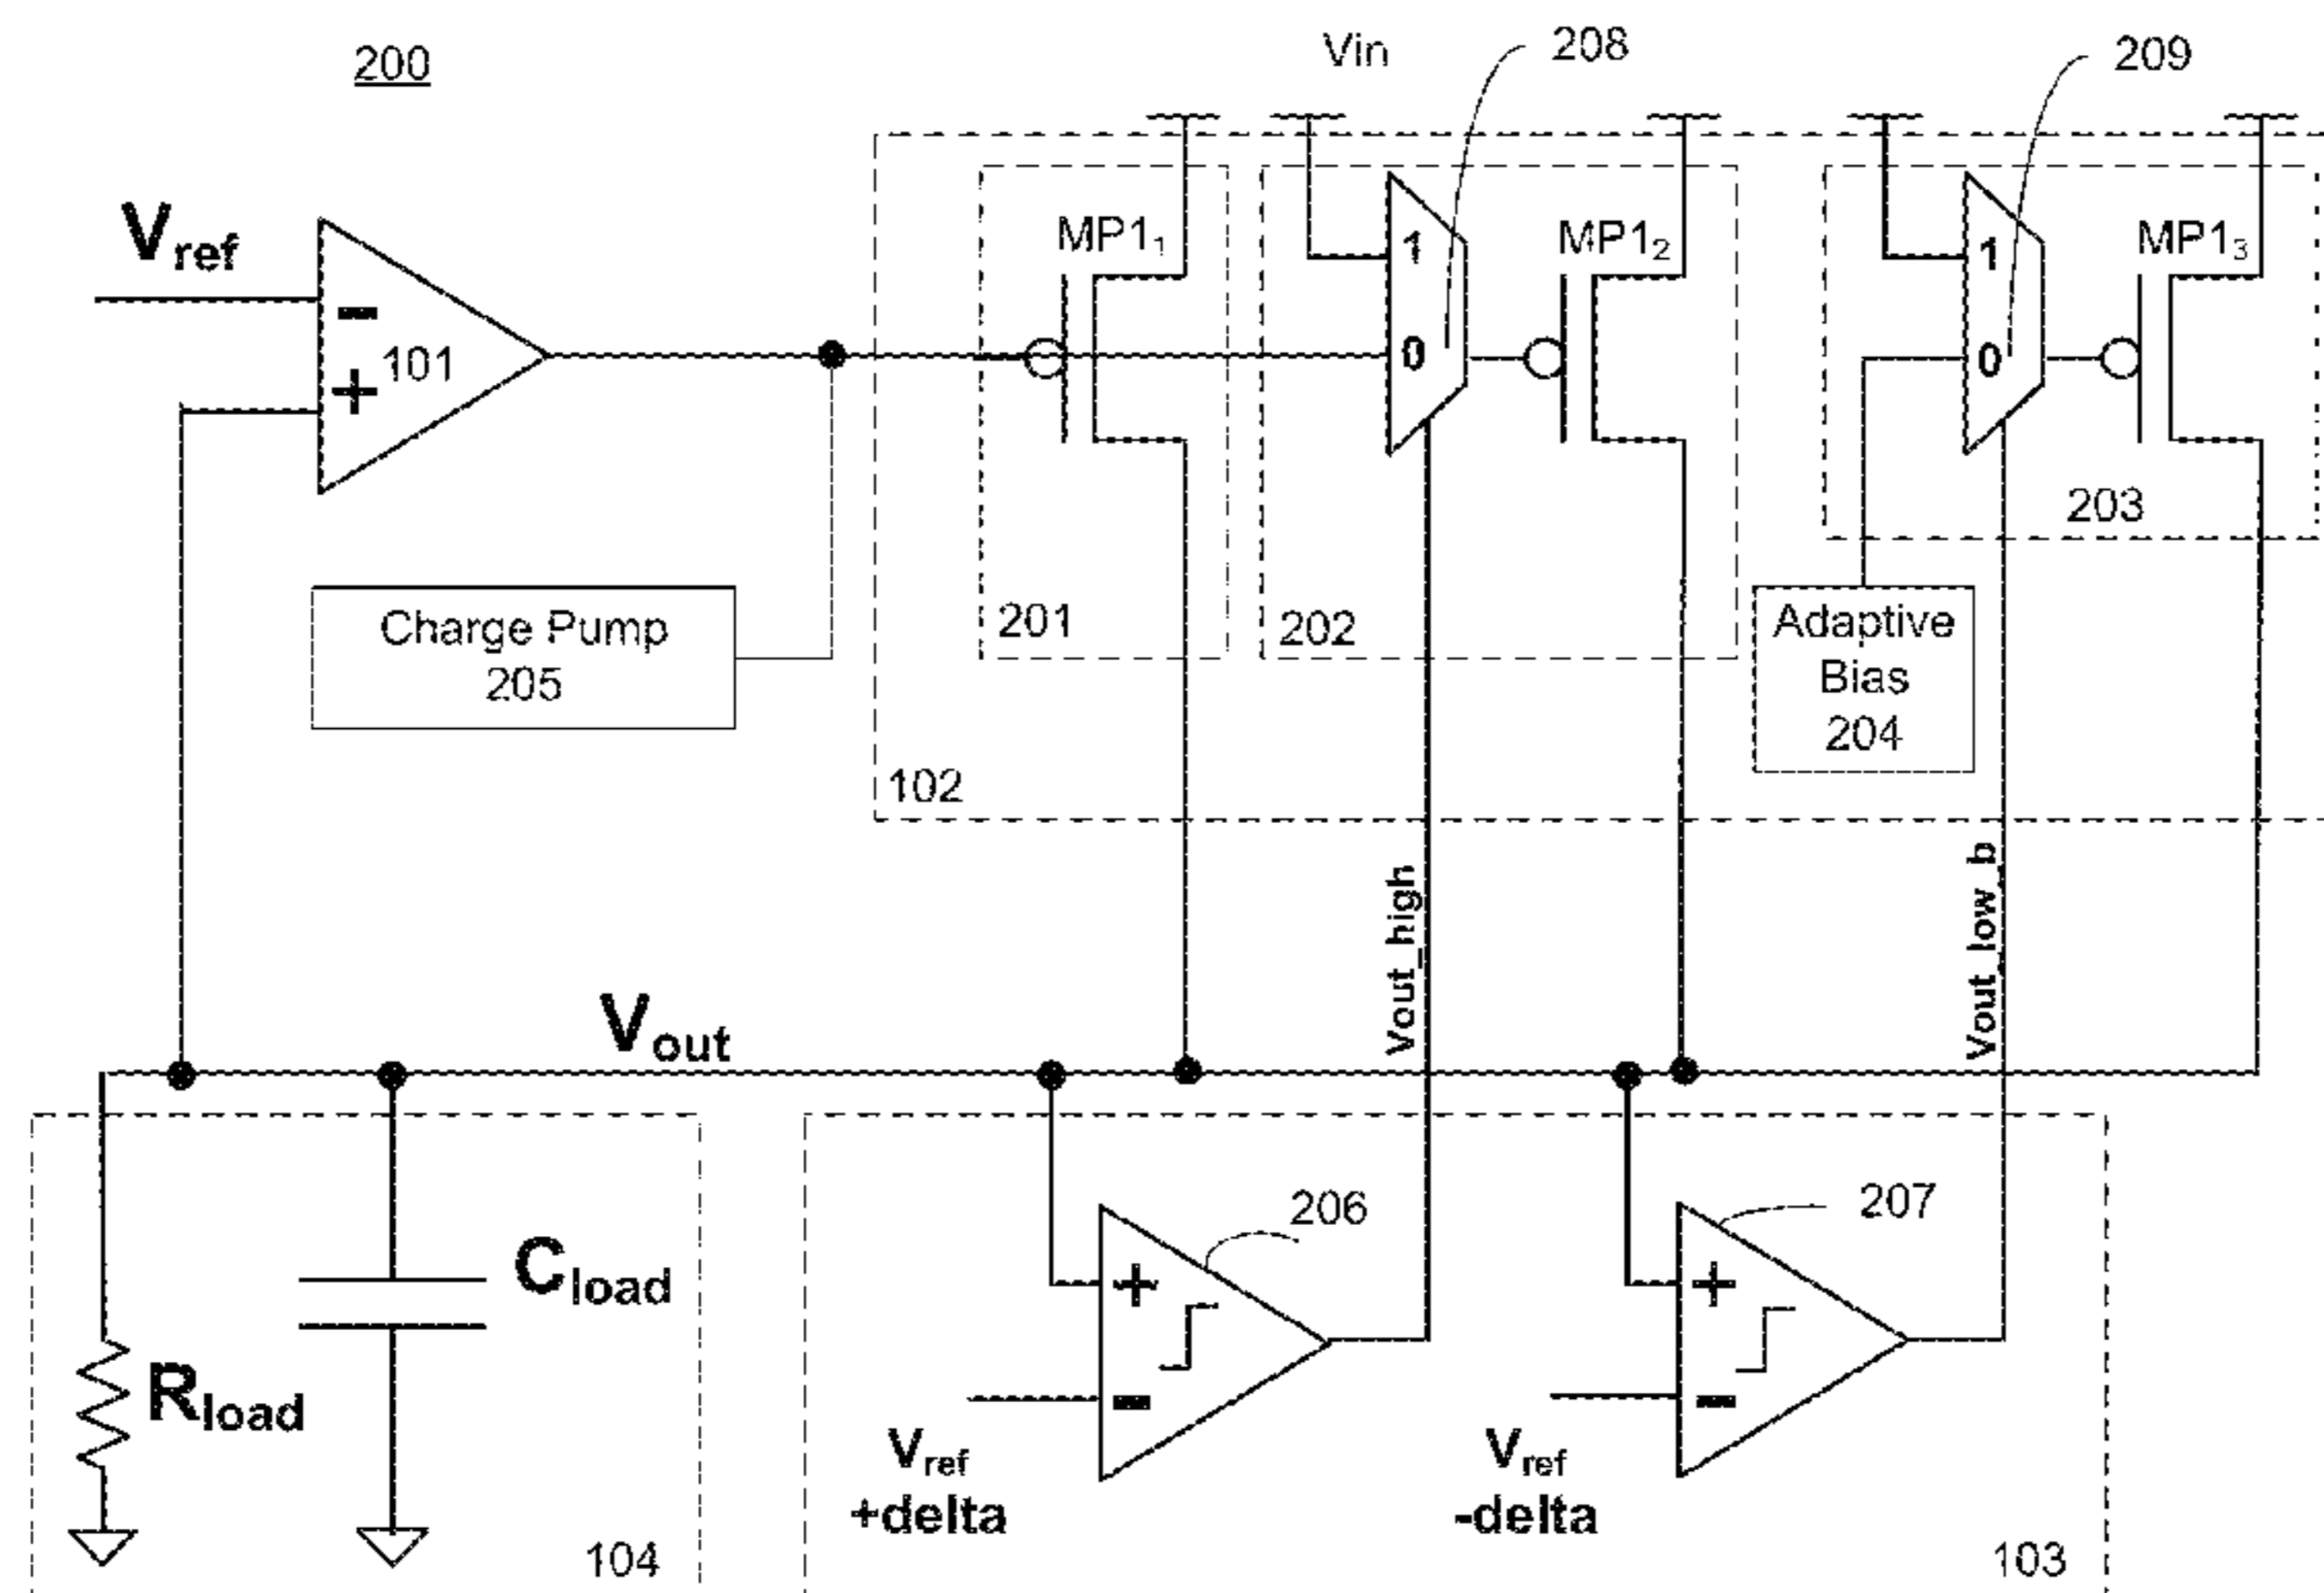 200
Vin
208
209
Vref
-
+
101
MP11
1
0
MP12
1
0
MP13
203
201
202
Charge Pump
205
Adaptive
Bias
204
102
Vout_high
Vout_low_b
Vout
206
207
+
-
+
-
Cload
Rload
Vref
+delta
Vref
-delta
104
103